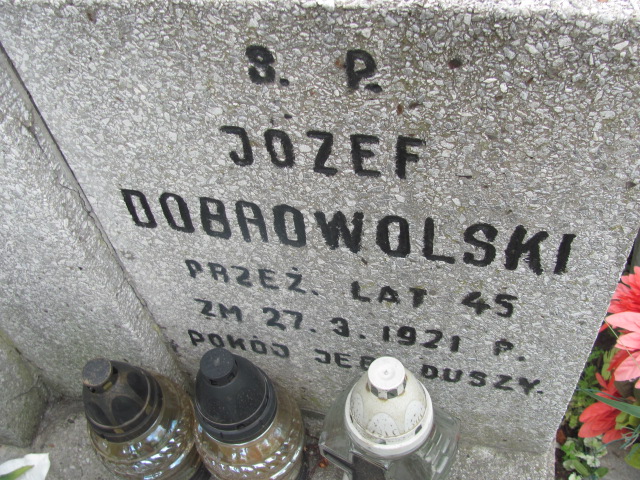 S. P.
JÓZEF
DOBROWOLSKI
PRZEŻ. LAT 45
ZM 27. 3. 1921 R.
POKÓJ JEGO DUSZY.